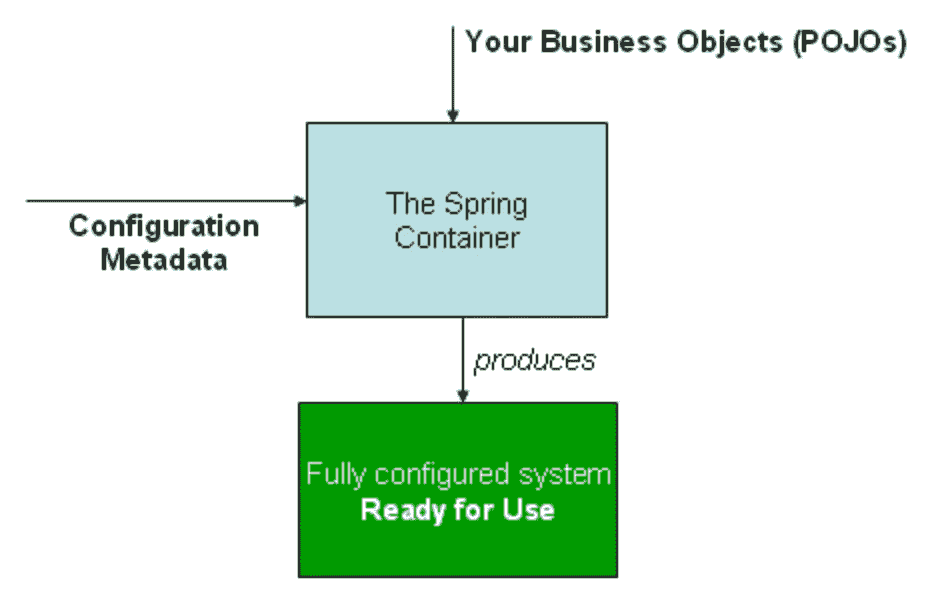 Your Business Objects (POJOs)
The Spring
Container
Configuration
Metadata
produces
Fully configured system
Ready for Use